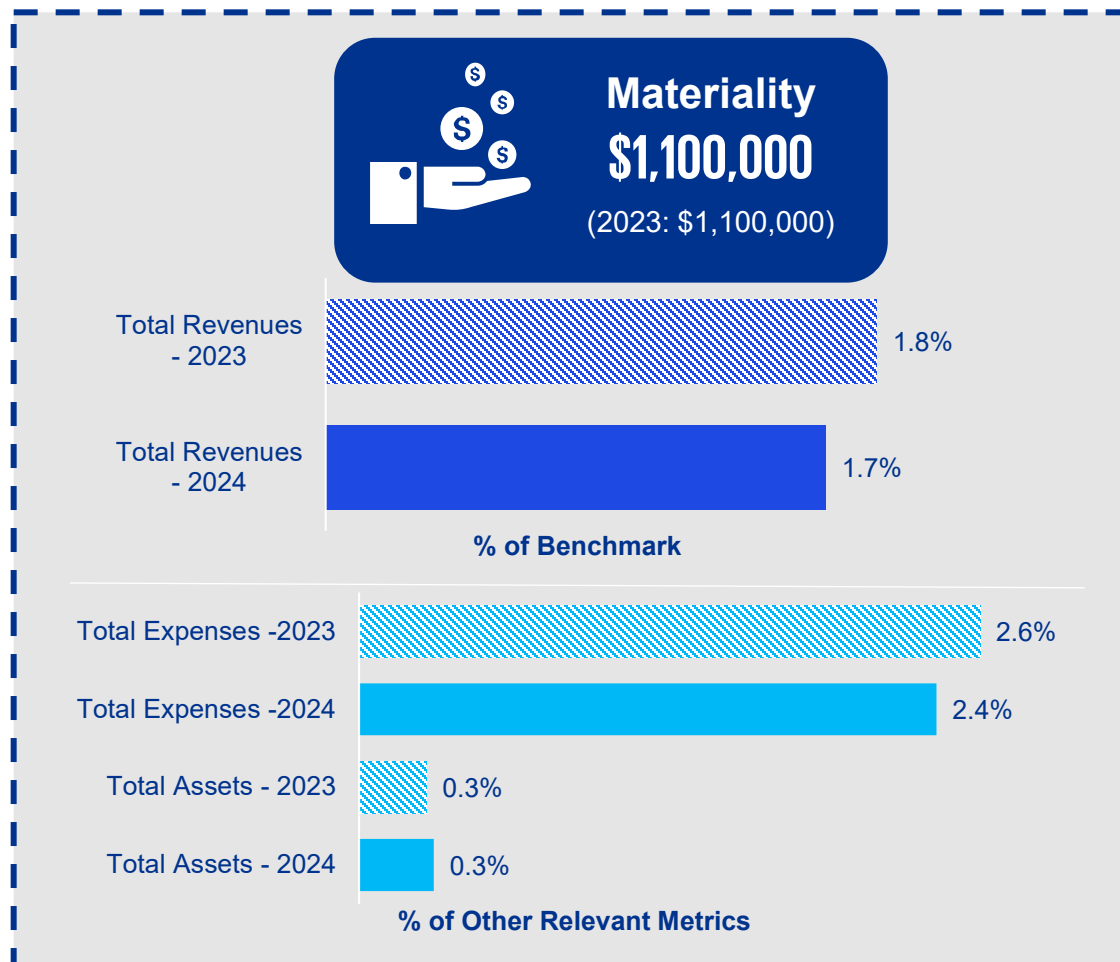 $
$
$
$
Materiality
$1,100,000
(2023: $1,100,000)
Total Revenues
- 2023
1.8%
Total Revenues
- 2024
1.7%
% of Benchmark
Total Expenses -2023
2.6%
Total Expenses -2024
2.4%
Total Assets - 2023
0.3%
Total Assets - 2024
0.3%
% of Other Relevant Metrics